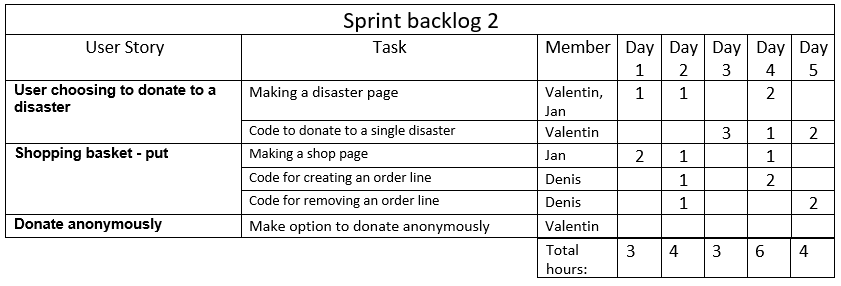 Sprint backlog 2
User Story Task Member Day 1 Day 2 Day 3 Day 4 Day 5
User choosing to donate to a disaster Making a disaster page Valentin, Jan 1 1 2
Code to donate to a single disaster Valentin 3 1 2
Shopping basket - put Making a shop page Jan 2 1 1
Code for creating an order line Denis 1 2
Code for removing an order line Denis 1 2
Donate anonymously Make option to donate anonymously Valentin
Total hours: 3 4 3 6 4